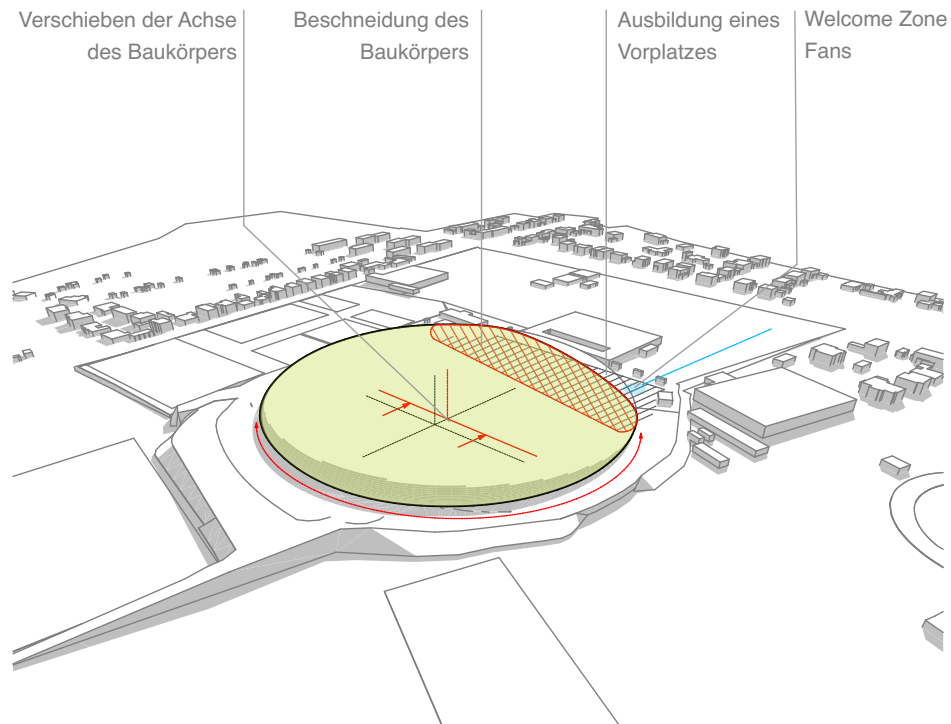 Verschieben der Achse
des Baukörpers
Beschneidung des
Baukörpers
Ausbildung eines
Vorplatzes
Welcome Zone
Fans